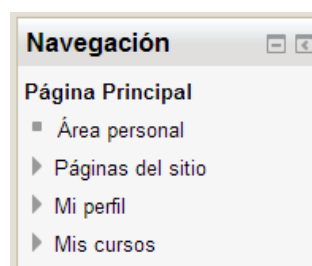 Navegación
Página Principal
Área personal
Páginas del sitio
Mi perfil
Mis cursos